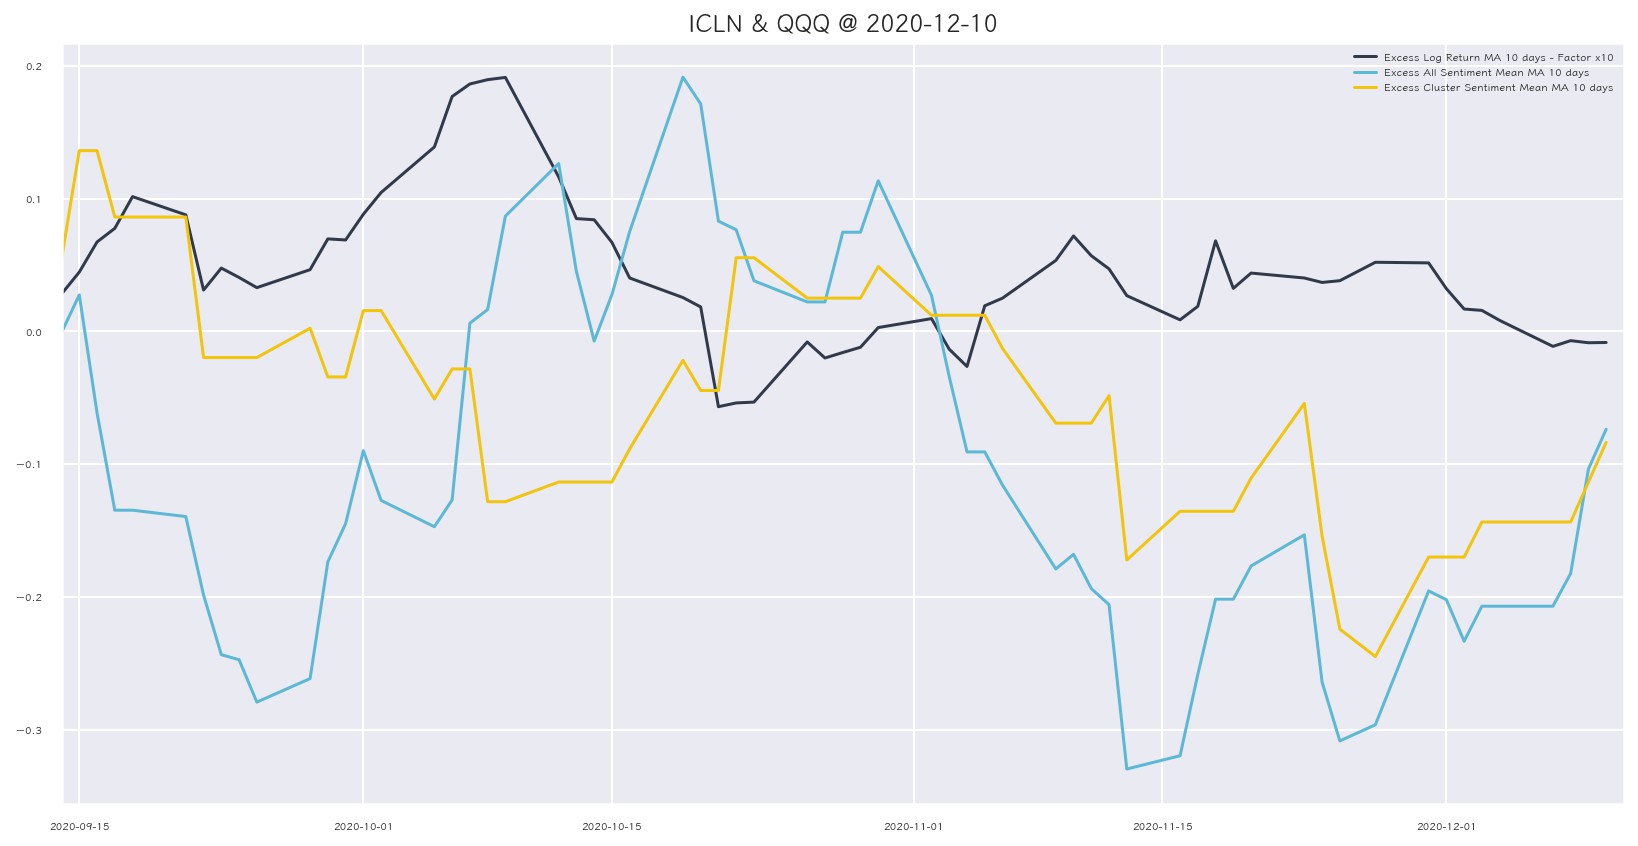 ICLN & QQQ @ 2020-12-10
Excess Log Return MA 10 days - Factor x10
Excess All Sentiment Mean MA 10 days
Excess Cluster Sentiment Mean MA 10 days
0.2
0.1
0.0
−0.1
−0.2
−0.3
2020-09-15 2020-10-01 2020-10-15 2020-11-01 2020-11-15 2020-12-01